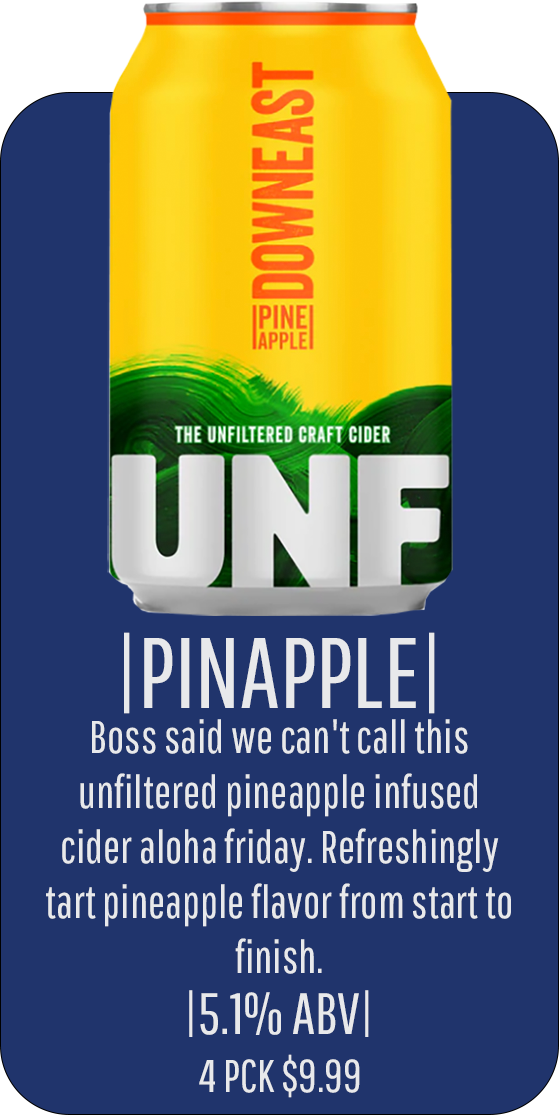 DOWNEAST
|PINE
APPLE|
THE UNFILTERED CRAFT CIDER
UNF
|PINAPPLE|
Boss said we can't call this
unfiltered pineapple infused
cider aloha friday. Refreshingly
tart pineapple flavor from start to
finish.
|5.1% ABV|
4 PCK $9.99